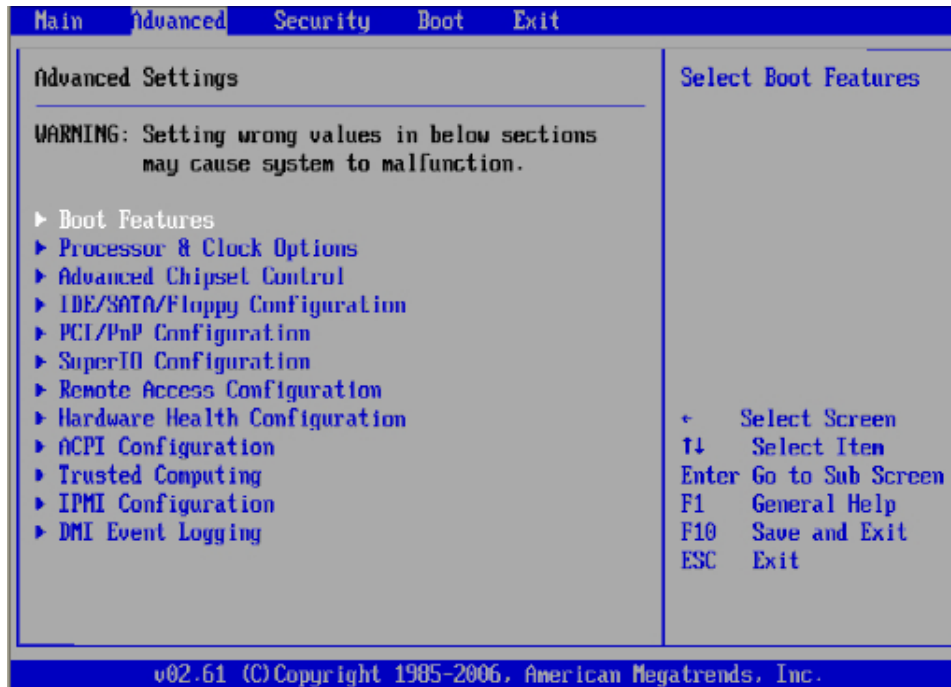 Main Advanced Security Boot Exit
Advanced Settings
WARNING: Setting wrong values in below sections
may cause system to malfunction.
▶ Boot Features
▶ Processor & Clock Options
▶ Advanced Chipset Control
▶ IDE/SATA/Floppy Configuration
▶ PCI/PnP Configuration
▶ SuperIO Configuration
▶ Remote Access Configuration
▶ Hardware Health Configuration
▶ ACPI Configuration
▶ Trusted Computing
▶ IPMI Configuration
▶ DMI Event Logging
Select Boot Features
← Select Screen
↑↓ Select Item
Enter Go to Sub Screen
F1 General Help
F10 Save and Exit
ESC Exit
v02.61 (C)Copyright 1985-2006, American Megatrends, Inc.